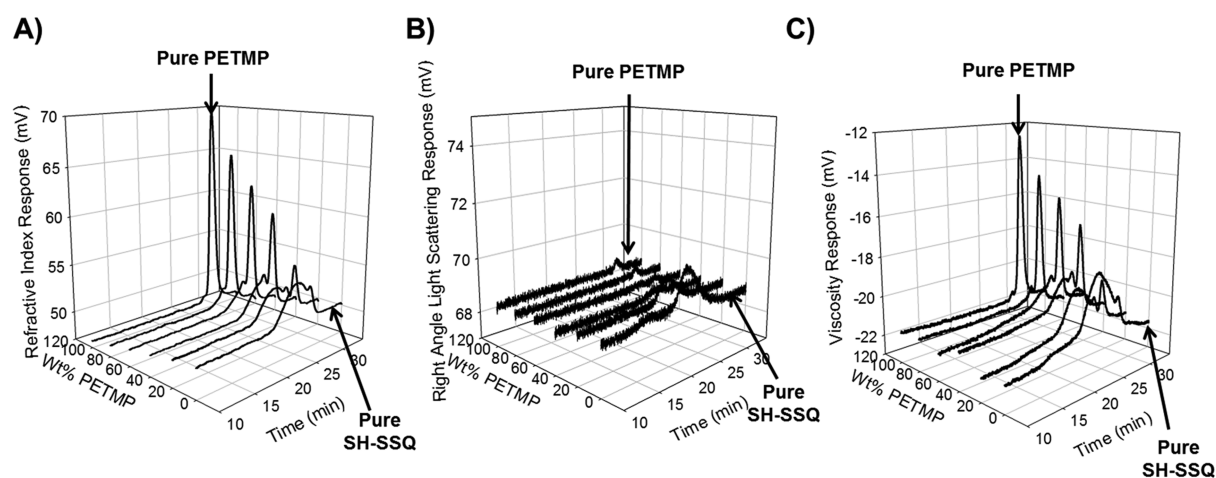 A)
Pure PETMP
Refractive Index Response (mV)
70
65
60
55
50
120
100
80
60
40
20
0
Wt% PETMP
10
15
20
25
30
Time (min)
Pure
SH-SSQ
B)
Pure PETMP
Right Angle Light Scattering Response (mV)
74
72
70
68
120
100
80
60
40
20
0
Wt% PETMP
10
15
20
25
30
Time (min)
Pure
SH-SSQ
C)
Pure PETMP
Viscosity Response (mV)
-12
-14
-16
-18
-20
-22
120
100
80
60
40
20
0
Wt% PETMP
10
15
20
25
30
Time (min)
Pure
SH-SSQ